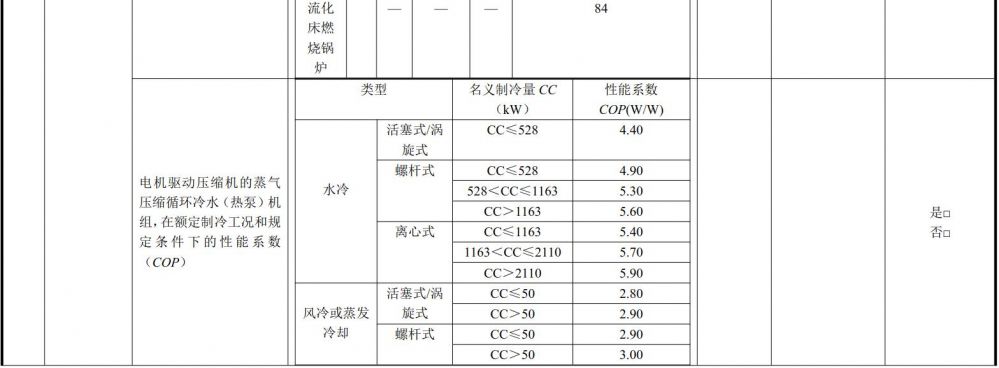 流化 — — — 84
床燃
烧锅
炉
类型 名义制冷量 CC 性能系数
（kW） COP(W/W)
电机驱动压缩机的蒸气
压缩循环冷水（热泵）机
组，在额定制冷工况和规
定条件下的性能系数
（COP）
水冷
活塞式/涡 CC≤528 4.40
旋式
螺杆式 CC≤528 4.90
528＜CC≤1163 5.30
CC＞1163 5.60
离心式 CC≤1163 5.40
1163＜CC≤2110 5.70
CC＞2110 5.90
风冷或蒸发
冷却
活塞式/涡 CC≤50 2.80
旋式 CC＞50 2.90
螺杆式 CC≤50 2.90
CC＞50 3.00
是□
否□